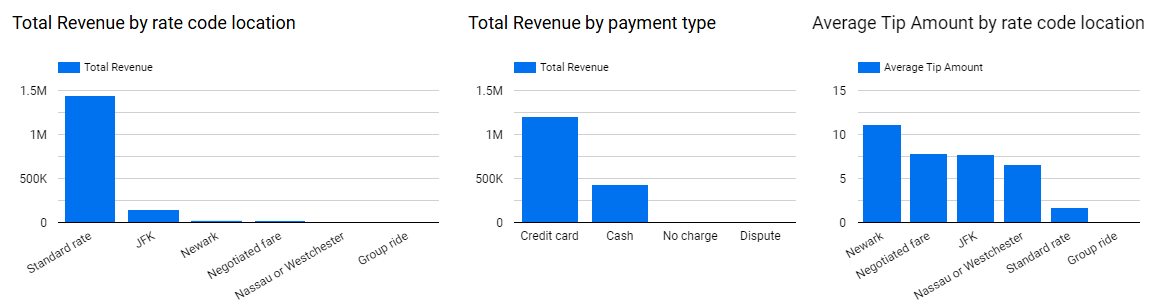 Total Revenue by rate code location
Total Revenue
1.5M
1M
500K
0
Standard rate
JFK
Newark
Negotiated fare
Nassau or Westchester
Group ride
Total Revenue by payment type
Total Revenue
1.5M
1M
500K
0
Credit card
Cash
No charge
Dispute
Average Tip Amount by rate code location
Average Tip Amount
15
10
5
0
Newark
Negotiated fare
JFK
Nassau or Westchester
Standard rate
Group ride